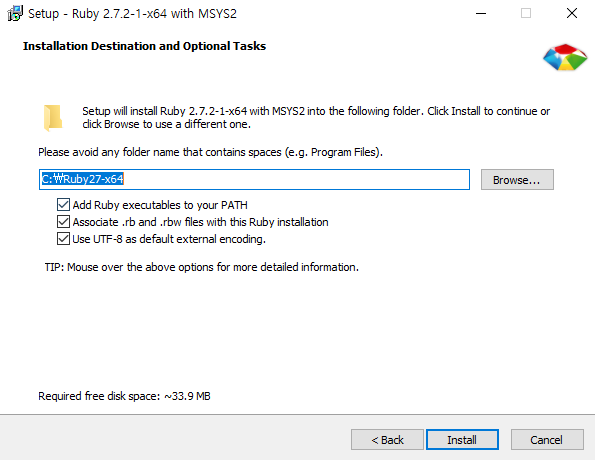 Setup - Ruby 2.7.2-1-x64 with MSYS2
Installation Destination and Optional Tasks
Setup will install Ruby 2.7.2-1-x64 with MSYS2 into the following folder. Click Install to continue or
click Browse to use a different one.
Please avoid any folder name that contains spaces (e.g. Program Files).
C:₩Ruby27-x64
Browse...
Add Ruby executables to your PATH
Associate .rb and .rbw files with this Ruby installation
Use UTF-8 as default external encoding.
TIP: Mouse over the above options for more detailed information.
Required free disk space: ~33.9 MB
< Back
Install
Cancel